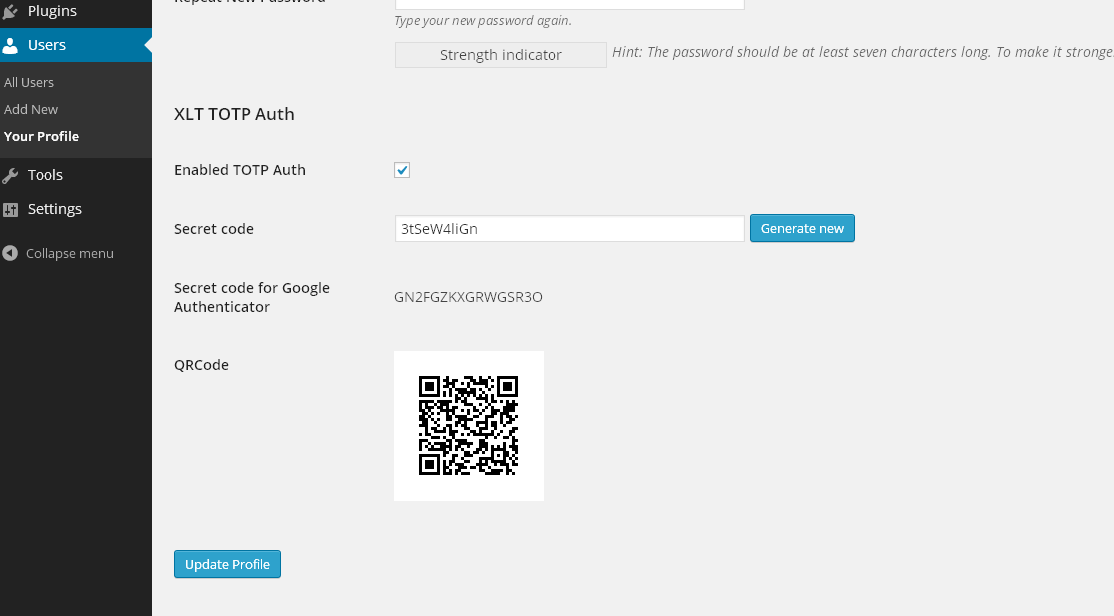 Plugins
Users
All Users
Add New
Your Profile
Tools
Settings
Collapse menu
Repeat New Password
Type your new password again.
Strength indicator
Hint: The password should be at least seven characters long. To make it stronge
XLT TOTP Auth
Enabled TOTP Auth
Secret code
3tSeW4liGn
Generate new
Secret code for Google
Authenticator
GN2FGZKXGRWGSR3O
QRCode
Update Profile